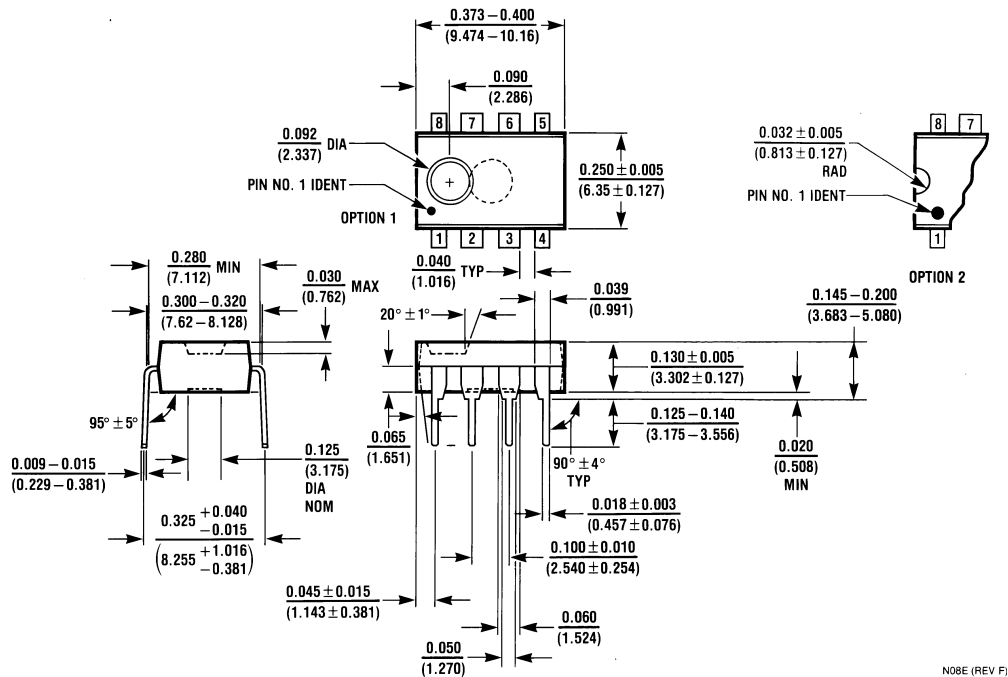 0.373 – 0.400
(9.474 – 10.16)
0.090
(2.286)
8 7 6 5
0.092
(2.337) DIA
PIN NO. 1 IDENT
OPTION 1
+
1 2 3 4
0.250 ± 0.005
(6.35 ± 0.127)
0.032 ± 0.005
(0.813 ± 0.127)
RAD
PIN NO. 1 IDENT
8 7
1
OPTION 2
0.280 MIN
(7.112)
0.300 – 0.320
(7.62 – 8.128)
0.030 MAX
(0.762)
0.040 TYP
(1.016)
0.039
(0.991)
0.145 – 0.200
(3.683 – 5.080)
20° ± 1°
0.130 ± 0.005
(3.302 ± 0.127)
95° ± 5°
0.065
(1.651)
0.125 – 0.140
(3.175 – 3.556)
90° ± 4°
TYP
0.020
(0.508)
MIN
0.009 – 0.015
(0.229 – 0.381)
0.125
(3.175)
DIA
NOM
0.018 ± 0.003
(0.457 ± 0.076)
0.325 +0.040
-0.015
(8.255 +1.016
-0.381)
0.100 ± 0.010
(2.540 ± 0.254)
0.045 ± 0.015
(1.143 ± 0.381)
0.060
(1.524)
0.050
(1.270)
N08E (REV F)